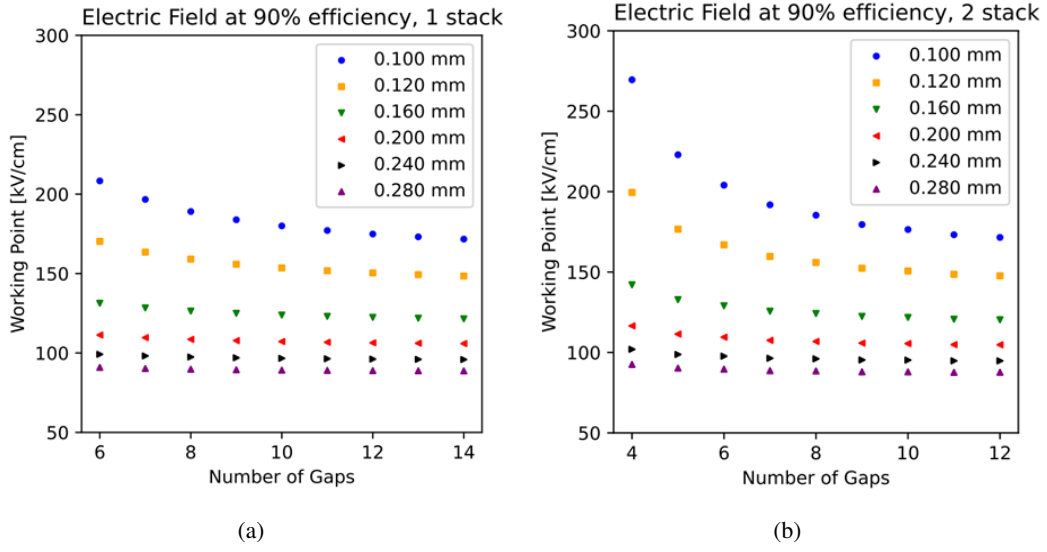 Electric Field at 90% efficiency, 1 stack
300
250
200
150
100
50
Working Point [kV/cm]
0.100 mm
0.120 mm
0.160 mm
0.200 mm
0.240 mm
0.280 mm
6 8 10 12 14
Number of Gaps
(a)
Electric Field at 90% efficiency, 2 stack
300
250
200
150
100
50
Working Point [kV/cm]
0.100 mm
0.120 mm
0.160 mm
0.200 mm
0.240 mm
0.280 mm
4 6 8 10 12
Number of Gaps
(b)